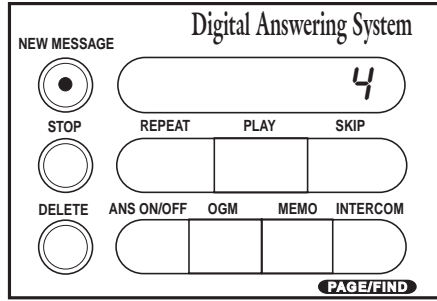 Digital Answering System
NEW MESSAGE
4
STOP REPEAT PLAY SKIP
DELETE ANS ON/OFF OGM MEMO INTERCOM
PAGE/FIND